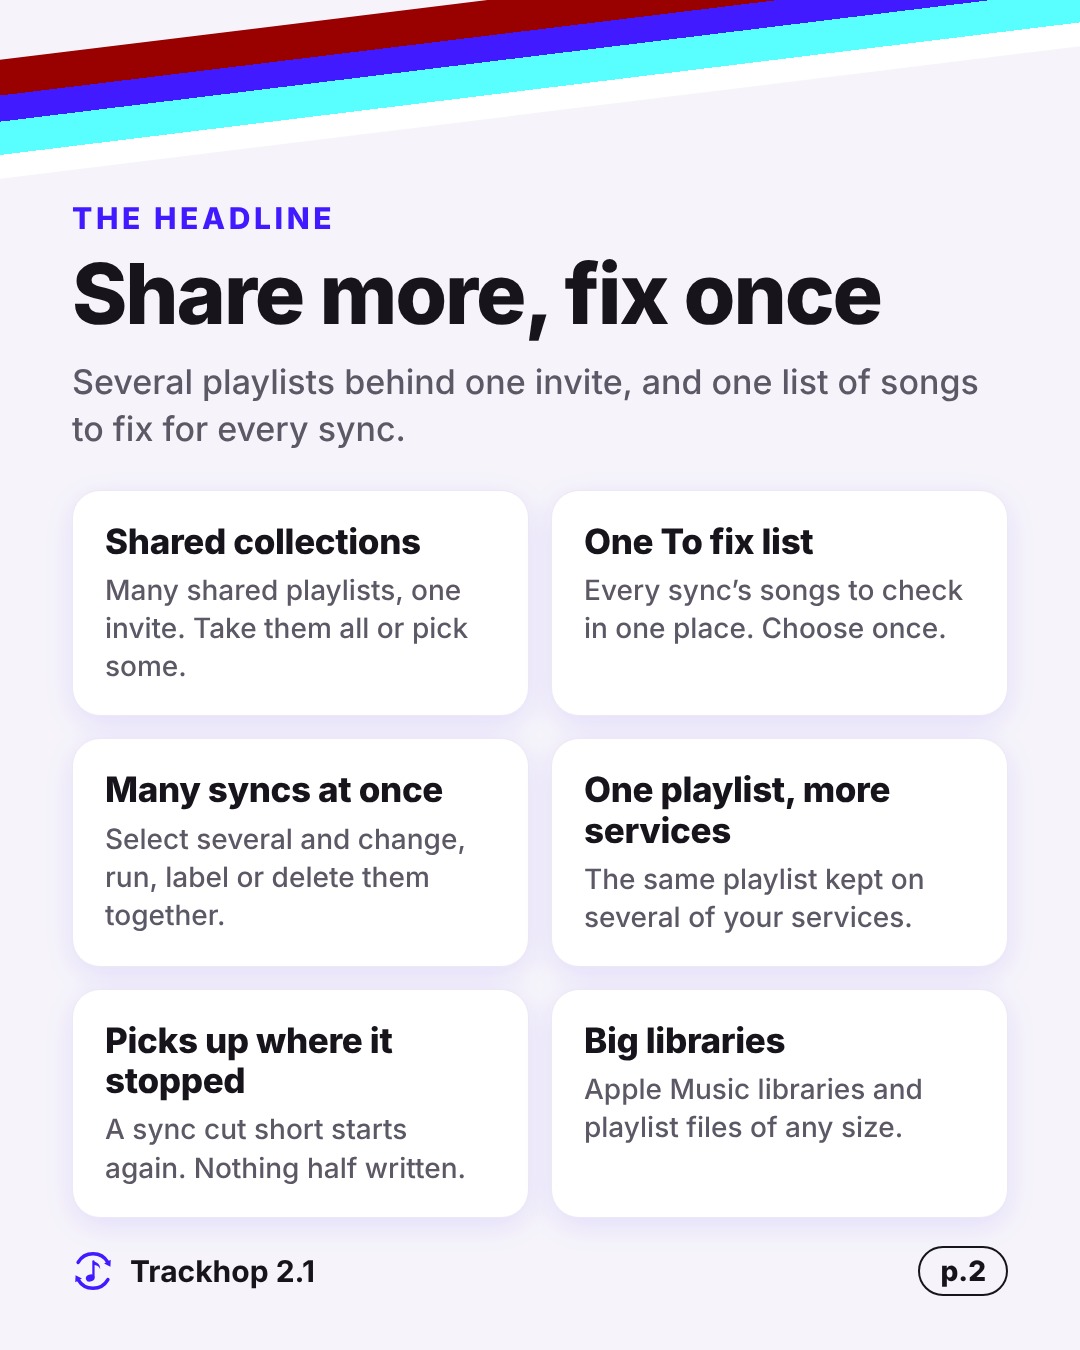 THE HEADLINE
Share more, fix once
Several playlists behind one invite, and one list of songs
to fix for every sync.
Shared collections
Many shared playlists, one
invite. Take them all or pick
some.
One To fix list
Every sync’s songs to check
in one place. Choose once.
Many syncs at once
Select several and change,
run, label or delete them
together.
One playlist, more
services
The same playlist kept on
several of your services.
Picks up where it
stopped
A sync cut short starts
again. Nothing half written.
Big libraries
Apple Music libraries and
playlist files of any size.
Trackhop 2.1
p.2